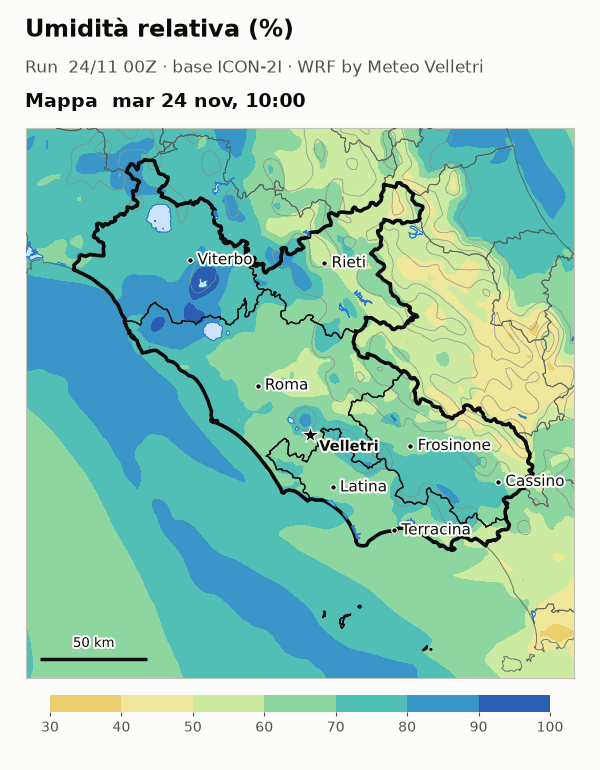 Umidità relativa (%)
Run 24/11 00Z · base ICON-2I · WRF by Meteo Velletri
Mappa mar 24 nov, 10:00
Viterbo
Rieti
Roma
Velletri
Frosinone
Latina
Cassino
Terracina
50 km
30 40 50 60 70 80 90 100